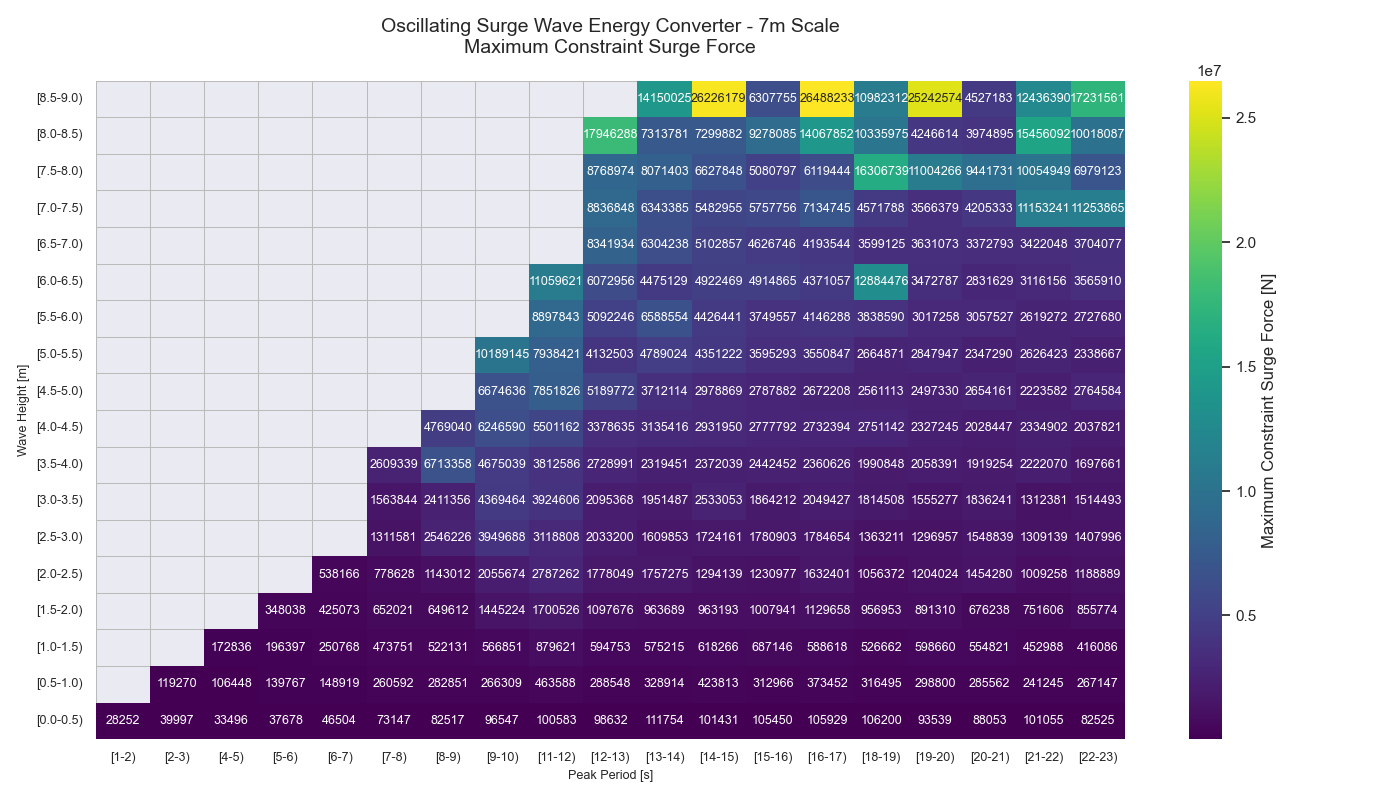 Oscillating Surge Wave Energy Converter - 7m Scale
Maximum Constraint Surge Force
1e7
[8.5-9.0) 14150025 26226179 6307755 26488233 10982312 25242574 4527183 12436390 17231561
[8.0-8.5) 17946288 7313781 7299882 9278085 14067852 10335975 4246614 3974895 15456092 10018087
[7.5-8.0) 8768974 8071403 6627848 5080797 6119444 16306739 11004266 9441731 10054949 6979123
[7.0-7.5) 8836848 6343385 5482955 5757756 7134745 4571788 3566379 4205333 11153241 11253865
[6.5-7.0) 8341934 6304238 5102857 4626746 4193544 3599125 3631073 3372793 3422048 3704077
[6.0-6.5) 11059621 6072956 4475129 4922469 4914865 4371057 12884476 3472787 2831629 3116156 3565910
[5.5-6.0) 8897843 5092246 6588554 4426441 3749557 4146288 3838590 3017258 3057527 2619272 2727680
[5.0-5.5) 10189145 7938421 4132503 4789024 4351222 3595293 3550847 2664871 2847947 2347290 2626423 2338667
[4.5-5.0) 6674636 7851826 5189772 3712114 2978869 2787882 2672208 2561113 2497330 2654161 2223582 2764584
[4.0-4.5) 4769040 6246590 5501162 3378635 3135416 2931950 2777792 2732394 2751142 2327245 2028447 2334902 2037821
[3.5-4.0) 2609339 6713358 4675039 3812586 2728991 2319451 2372039 2442452 2360626 1990848 2058391 1919254 2222070 1697661
[3.0-3.5) 1563844 2411356 4369464 3924606 2095368 1951487 2533053 1864212 2049427 1814508 1555277 1836241 1312381 1514493
[2.5-3.0) 1311581 2546226 3949688 3118808 2033200 1609853 1724161 1780903 1784654 1363211 1296957 1548839 1309139 1407996
[2.0-2.5) 538166 778628 1143012 2055674 2787262 1778049 1757275 1294139 1230977 1632401 1056372 1204024 1454280 1009258 1188889
[1.5-2.0) 348038 425073 652021 649612 1445224 1700526 1097676 963689 963193 1007941 1129658 956953 891310 676238 751606 855774
[1.0-1.5) 172836 196397 250768 473751 522131 566851 879621 594753 575215 618266 687146 588618 526662 598660 554821 452988 416086
[0.5-1.0) 119270 106448 139767 148919 260592 282851 266309 463588 288548 328914 423813 312966 373452 316495 298800 285562 241245 267147
[0.0-0.5) 28252 39997 33496 37678 46504 73147 82517 96547 100583 98632 111754 101431 105450 105929 106200 93539 88053 101055 82525
[1-2) [2-3) [4-5) [5-6) [6-7) [7-8) [8-9) [9-10) [11-12) [12-13) [13-14) [14-15) [15-16) [16-17) [18-19) [19-20) [20-21) [21-22) [22-23)
Peak Period [s]
Wave Height [m]
2.5
2.0
1.5
1.0
0.5
Maximum Constraint Surge Force [N]